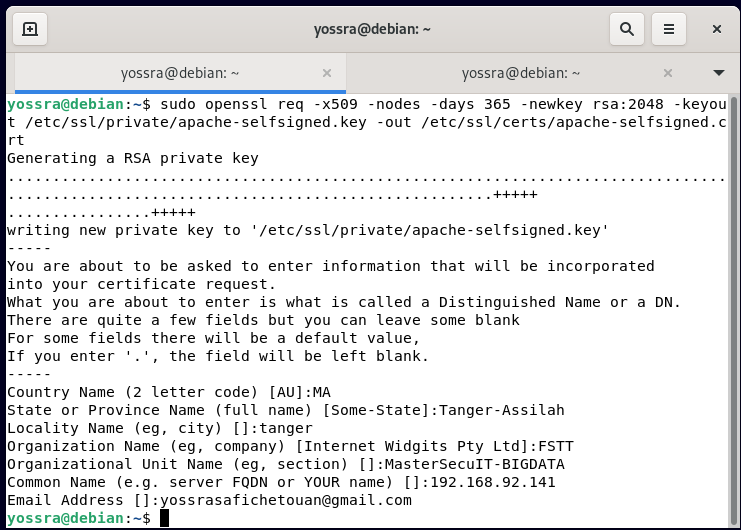 yossra@debian: ~
yossra@debian: ~
yossra@debian: ~
yossra@debian:~$ sudo openssl req -x509 -nodes -days 365 -newkey rsa:2048 -keyou
t /etc/ssl/private/apache-selfsigned.key -out /etc/ssl/certs/apache-selfsigned.c
rt
Generating a RSA private key
................................................................................
......................................................+++++
................+++++
writing new private key to '/etc/ssl/private/apache-selfsigned.key'
-----
You are about to be asked to enter information that will be incorporated
into your certificate request.
What you are about to enter is what is called a Distinguished Name or a DN.
There are quite a few fields but you can leave some blank
For some fields there will be a default value,
If you enter '.', the field will be left blank.
-----
Country Name (2 letter code) [AU]:MA
State or Province Name (full name) [Some-State]:Tanger-Assilah
Locality Name (eg, city) []:tanger
Organization Name (eg, company) [Internet Widgits Pty Ltd]:FSTT
Organizational Unit Name (eg, section) []:MasterSecuIT-BIGDATA
Common Name (e.g. server FQDN or YOUR name) []:192.168.92.141
Email Address []:yossrasafichetouan@gmail.com
yossra@debian:~$